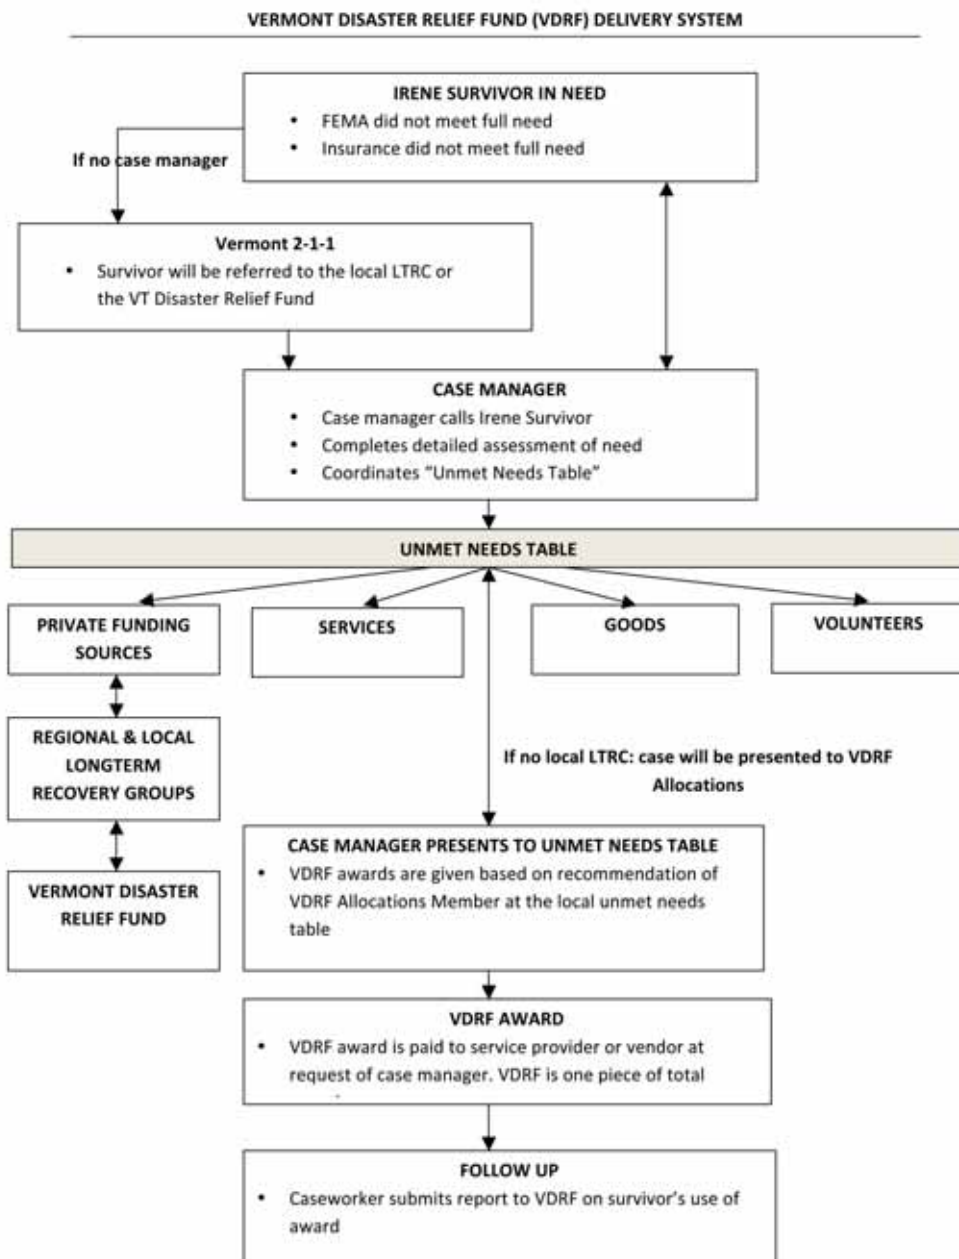 VERMONT DISASTER RELIEF FUND (VDRF) DELIVERY SYSTEM
IRENE SURVIVOR IN NEED
• FEMA did not meet full need
• Insurance did not meet full need
If no case manager
Vermont 2-1-1
• Survivor will be referred to the local LTRC or
the VT Disaster Relief Fund
CASE MANAGER
• Case manager calls Irene Survivor
• Completes detailed assessment of need
• Coordinates “Unmet Needs Table”
UNMET NEEDS TABLE
PRIVATE FUNDING
SOURCES
SERVICES
GOODS
VOLUNTEERS
REGIONAL & LOCAL
LONGTERM
RECOVERY GROUPS
If no local LTRC: case will be presented to VDRF
Allocations
VERMONT DISASTER
RELIEF FUND
CASE MANAGER PRESENTS TO UNMET NEEDS TABLE
• VDRF awards are given based on recommendation of
VDRF Allocations Member at the local unmet needs
table
VDRF AWARD
• VDRF award is paid to service provider or vendor at
request of case manager. VDRF is one piece of total
FOLLOW UP
• Caseworker submits report to VDRF on survivor’s use of
award